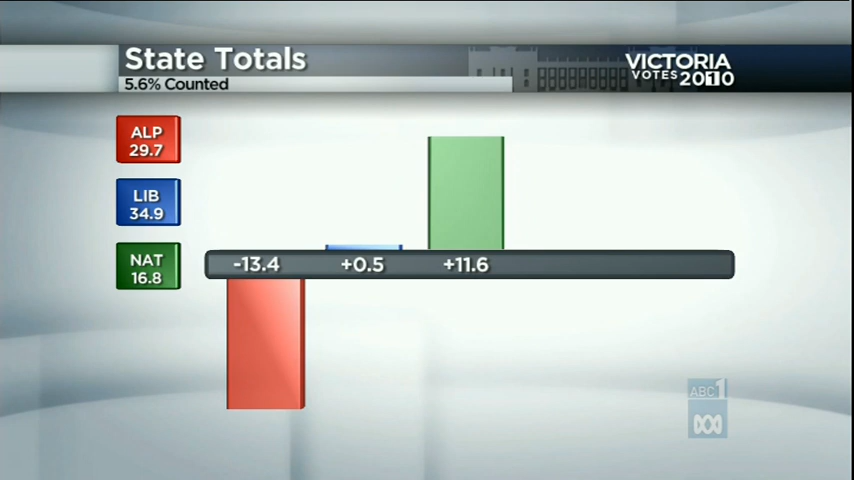 State Totals
VICTORIA
VOTES 2010
5.6% Counted
ALP
29.7
LIB
34.9
NAT
16.8
-13.4
+0.5
+11.6
ABC1